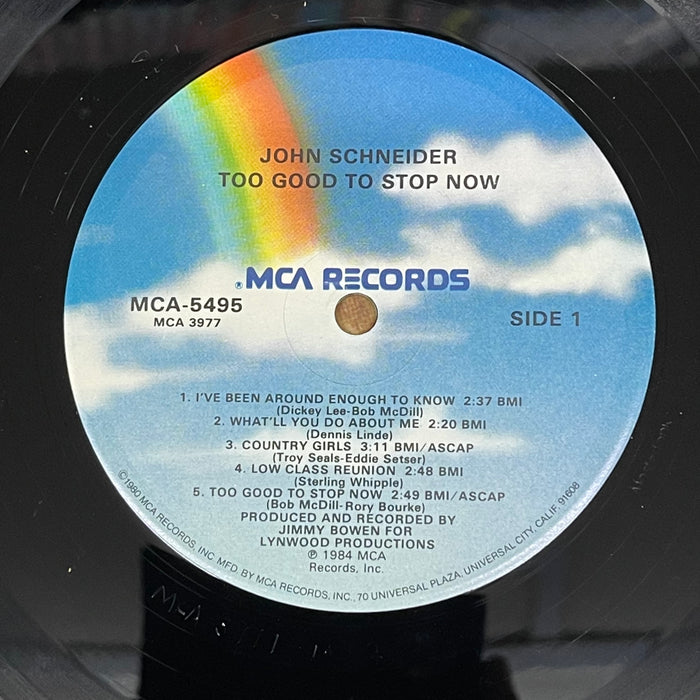 JOHN SCHNEIDER
TOO GOOD TO STOP NOW
®MCA RECORDS
MCA-5495
MCA 3977
SIDE 1
1. I'VE BEEN AROUND ENOUGH TO KNOW 2:37 BMI
(Dickey Lee-Bob McDill)
2. WHAT'LL YOU DO ABOUT ME 2:20 BMI
(Dennis Linde)
3. COUNTRY GIRLS 3:11 BMI/ASCAP
(Troy Seals-Eddie Setser)
4. LOW CLASS REUNION 2:48 BMI
(Sterling Whipple)
5. TOO GOOD TO STOP NOW 2:49 BMI/ASCAP
(Bob McDill-Rory Bourke)
PRODUCED AND RECORDED BY
JIMMY BOWEN FOR
LYNWOOD PRODUCTIONS
℗ 1984 MCA
Records, Inc.
©1980 MCA RECORDS, INC. MFD. BY MCA RECORDS, INC., 70 UNIVERSAL PLAZA, UNIVERSAL CITY, CALIF. 91608
MCA